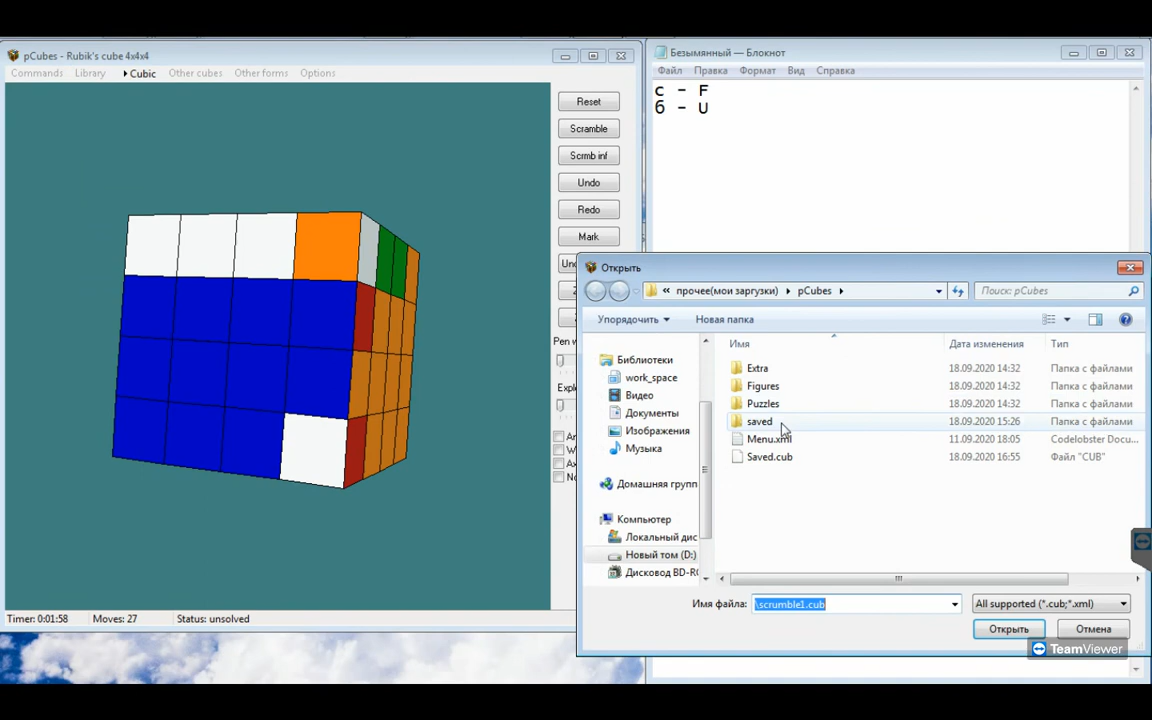 pCubes - Rubik's cube 4x4x4
Commands Library Cubic Other cubes Other forms Options
Reset
Scramble
Scrmb inf
Undo
Redo
Mark
Timer: 0:01:58 Moves: 27 Status: unsolved
Безымянный — Блокнот
Файл Правка Формат Вид Справка
с - F
б - U
Открыть
« прочее(мои загрузки) pCubes
Поиск: pCubes
Упорядочить Новая папка
Имя Дата изменения Тип
Библиотеки
work_space
Видео
Документы
Изображения
Музыка
Домашняя групп
Компьютер
Локальный дис
Новый том (D:)
Дисковод BD-RO
Extra 18.09.2020 14:32 Папка с файлами
Figures 18.09.2020 14:32 Папка с файлами
Puzzles 18.09.2020 14:32 Папка с файлами
saved 18.09.2020 15:26 Папка с файлами
Menu.xml 11.09.2020 18:05 Codelobster Docu...
Saved.cub 18.09.2020 16:55 Файл "CUB"
Имя файла: \scrumble1.cub All supported (*.cub;*.xml)
Открыть Отмена
TeamViewer